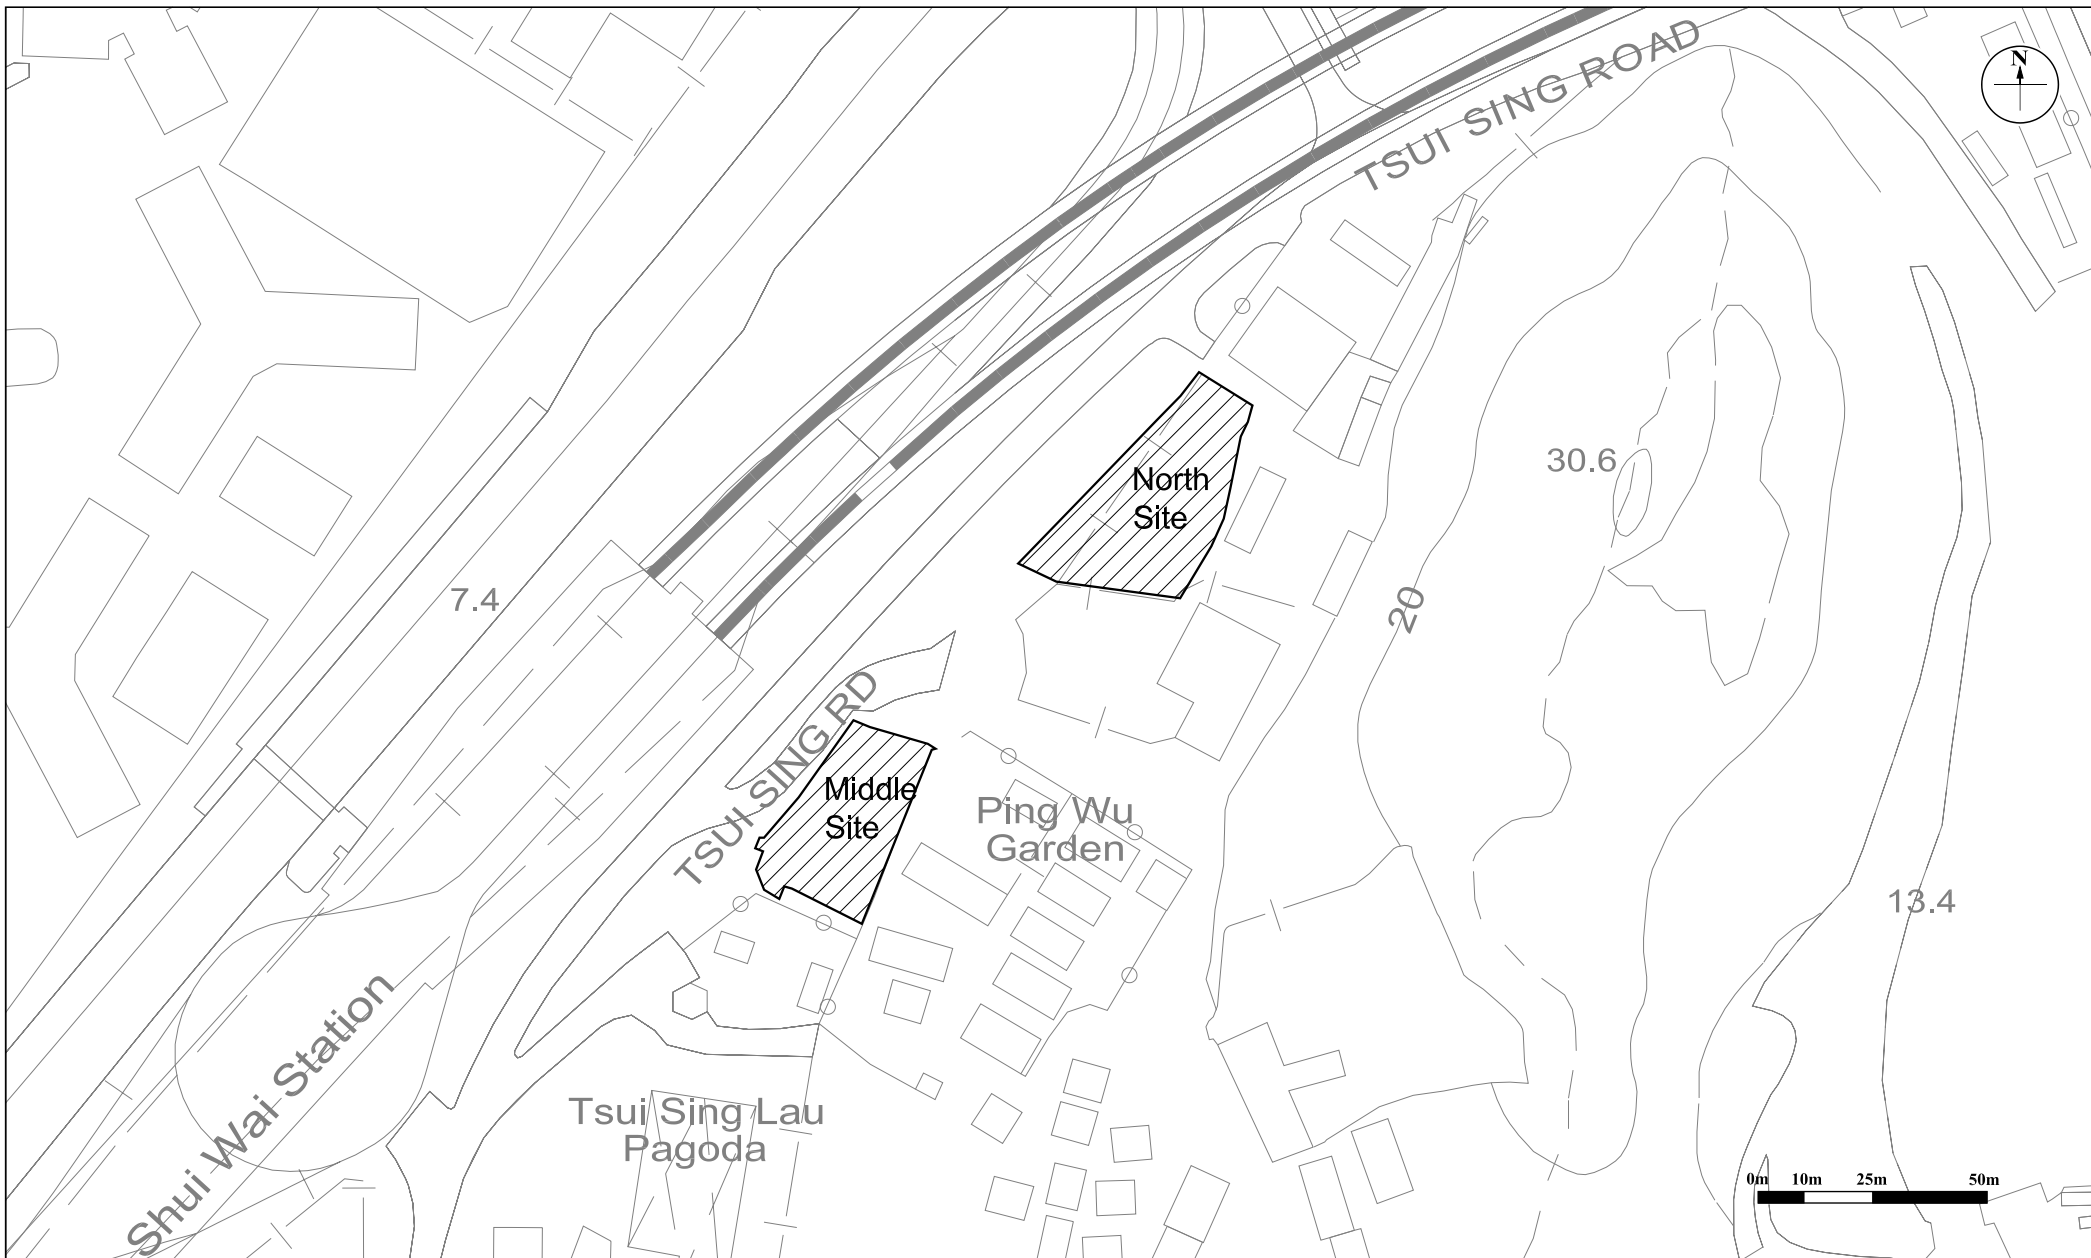 N
TSUI SING ROAD
30.6
North
Site
7.4
20
TSUI SING RD
Middle
Site
Ping Wu
Garden
13.4
Shui Wai Station
Tsui Sing Lau
Pagoda
0m 10m 25m 50m